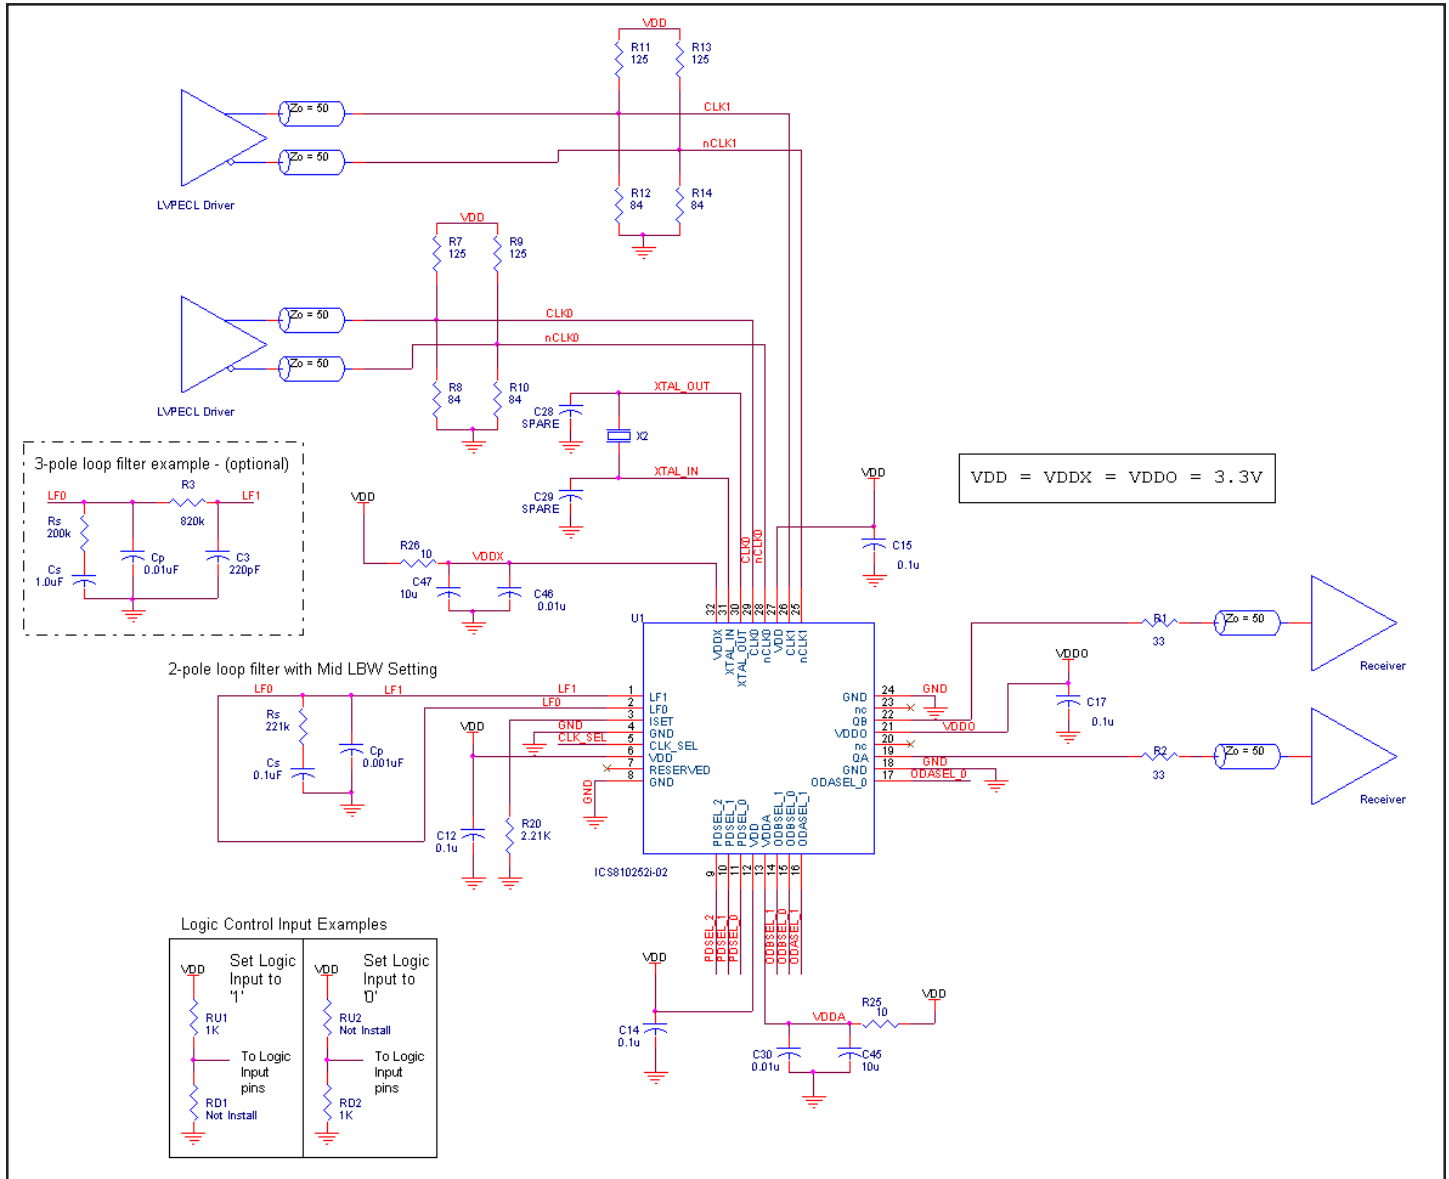 VDD
R11
125
R13
125
Zo = 50
CLK1
Zo = 50
nCLK1
LVPECL Driver
R12
84
R14
84
VDD
R7
125
R9
125
Zo = 50
CLK0
Zo = 50
nCLK0
LVPECL Driver
R8
84
R10
84
XTAL_OUT
C28
SPARE
X2
XTAL_IN
C29
SPARE
3-pole loop filter example - (optional)
LF0
R3
LF1
820k
Rs
200k
Cp
0.01uF
C3
220pF
Cs
1.0uF
VDD
R26
10
VDDX
C47
10u
C46
0.01u
VDD
C15
0.1u
VDD = VDDX = VDDO = 3.3V
CLK0
nCLK0
32
31
30
29
28
27
26
25
U1
VDDX
XTAL_IN
XTAL_OUT
CLK0
nCLK0
VDD
CLK1
nCLK1
R1
33
Zo = 50
Receiver
2-pole loop filter with Mid LBW Setting
LF0
LF1
LF1
LF0
Rs
221k
Cp
0.001uF
Cs
0.1uF
VDD
GND
CLK_SEL
GND
1
2
3
4
5
6
7
8
LF1
LF0
ISET
GND
CLK_SEL
VDD
RESERVED
GND
GND
nc
QB
VDDO
nc
QA
GND
ODASEL_0
24
23
22
21
20
19
18
17
GND
VDDO
GND
ODASEL_0
VDDO
C17
0.1u
R2
33
Zo = 50
Receiver
C12
0.1u
R20
2.21K
PDSEL_2
PDSEL_1
PDSEL_0
VDD
VDDA
ODBSEL_1
ODBSEL_0
ODASEL_1
ICS810252i-02
9
10
11
12
13
14
15
16
PDSEL_2
PDSEL_1
PDSEL_0
ODBSEL_1
ODBSEL_0
ODASEL_1
Logic Control Input Examples
VDD
Set Logic
Input to
'1'
RU1
1K
To Logic
Input
pins
RD1
Not Install
VDD
Set Logic
Input to
'0'
RU2
Not Install
To Logic
Input
pins
RD2
1K
VDD
C14
0.1u
VDDA
R25
10
VDD
C30
0.01u
C45
10u